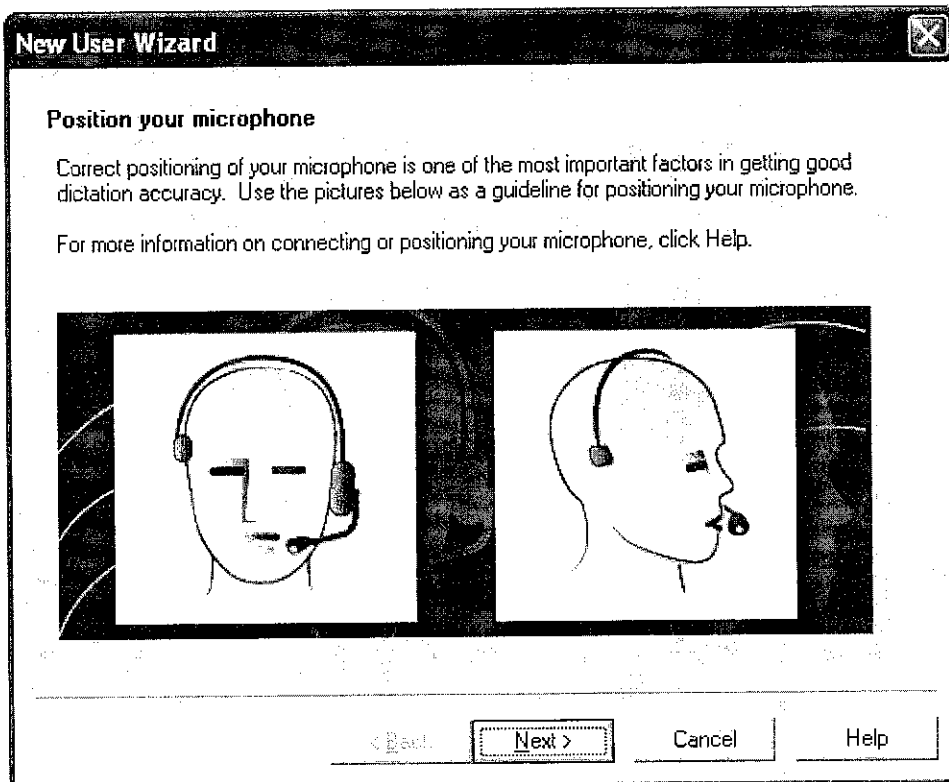 New User Wizard
Position your microphone
Correct positioning of your microphone is one of the most important factors in getting good
dictation accuracy. Use the pictures below as a guideline for positioning your microphone.
For more information on connecting or positioning your microphone, click Help.
< Back Next > Cancel Help